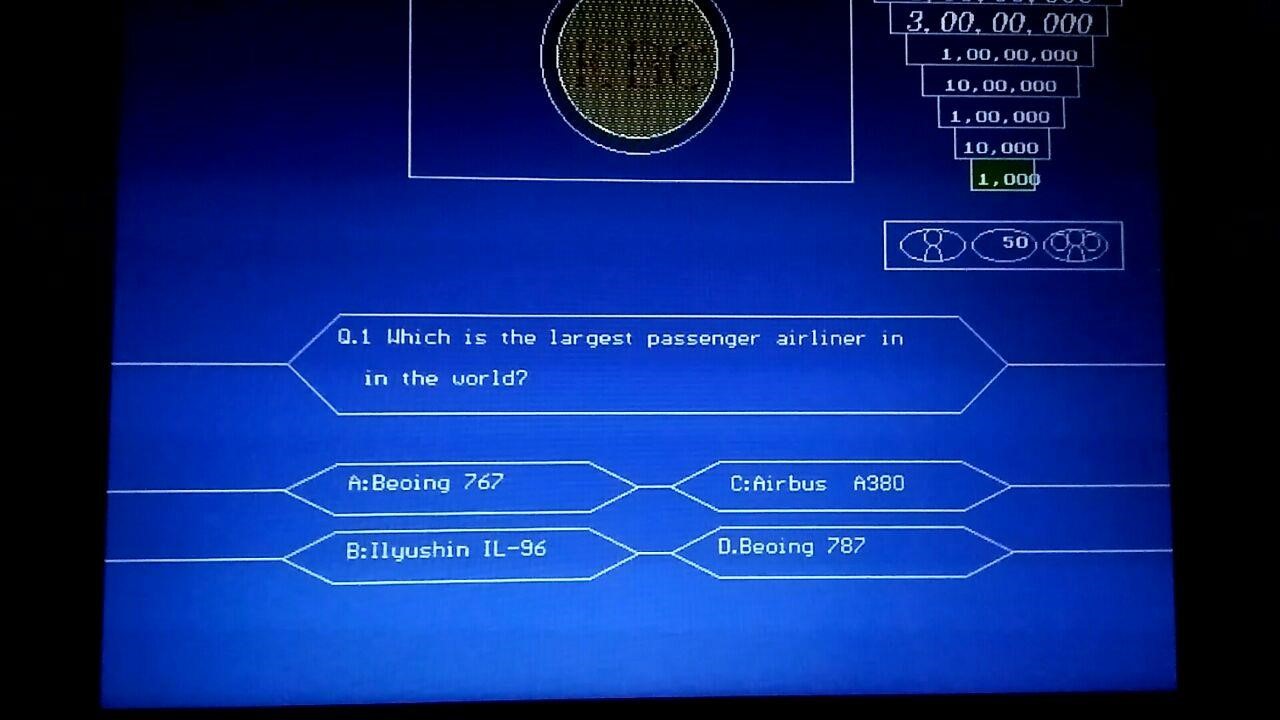 3,00,00,000
1,00,00,000
10,00,000
1,00,000
10,000
1,000
50
Q.1 Which is the largest passenger airliner in
in the world?
A:Beoing 767
C:Airbus A380
B:Ilyushin IL-96
D.Beoing 787